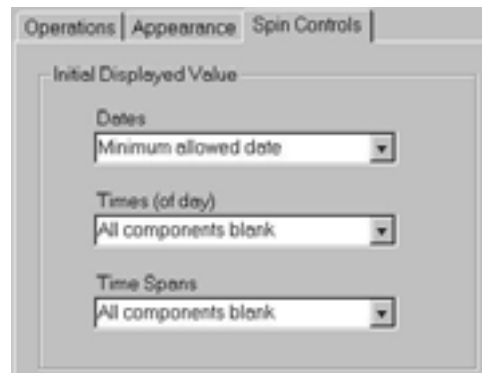 Operations Appearance Spin Controls
Initial Displayed Value
Dates
Minimum allowed date
Times (of day)
All components blank
Time Spans
All components blank